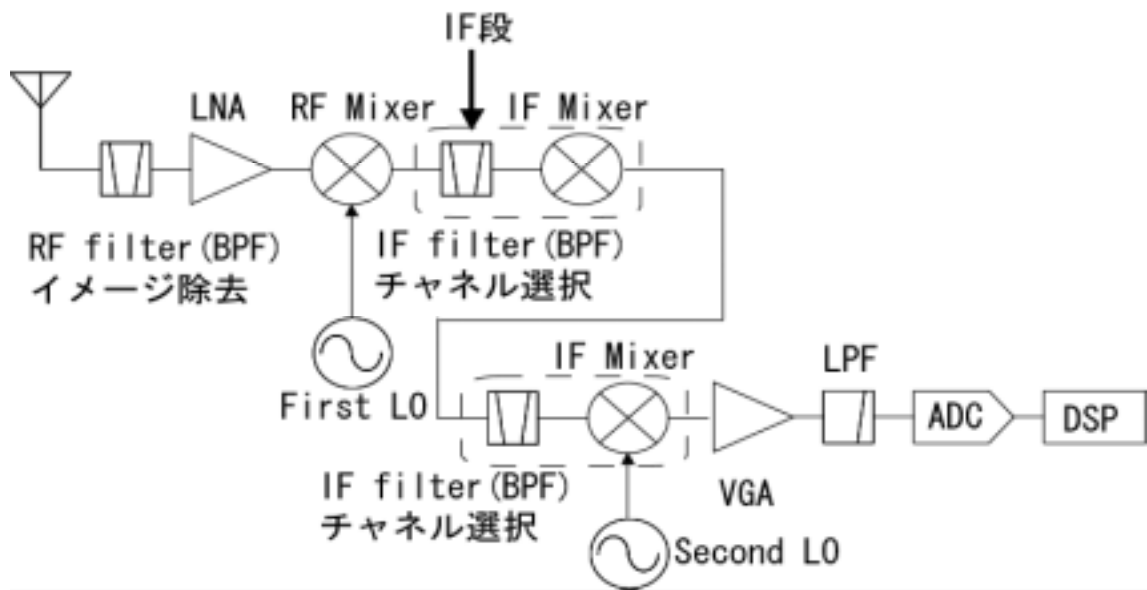 IF段
LNA
RF Mixer
IF Mixer
RF filter(BPF)
イメージ除去
IF filter(BPF)
チャネル選択
First LO
IF Mixer
LPF
ADC
DSP
IF filter(BPF)
チャネル選択
VGA
Second LO